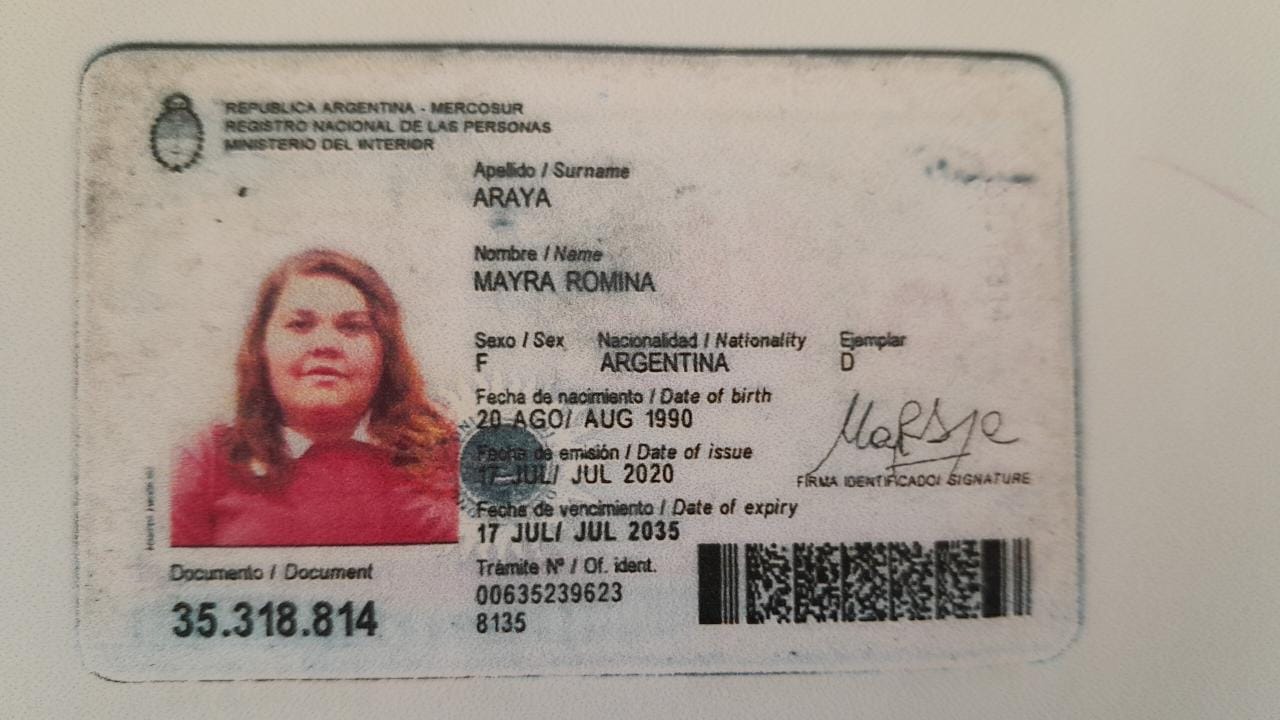 REPUBLICA ARGENTINA - MERCOSUR
REGISTRO NACIONAL DE LAS PERSONAS
MINISTERIO DEL INTERIOR
Apellido / Surname
ARAYA
Nombre / Name
MAYRA ROMINA
Sexo / Sex Nacionalidad / Nationality Ejemplar
F ARGENTINA D
Fecha de nacimiento / Date of birth
20 AGO/ AUG 1990
Fecha de emisión / Date of issue
17 JUL/ JUL 2020
FIRMA IDENTIFICADO/ SIGNATURE
Fecha de vencimiento / Date of expiry
17 JUL/ JUL 2035
Documento / Document
35.318.814
Trámite Nº / Of. ident.
00635239623
8135